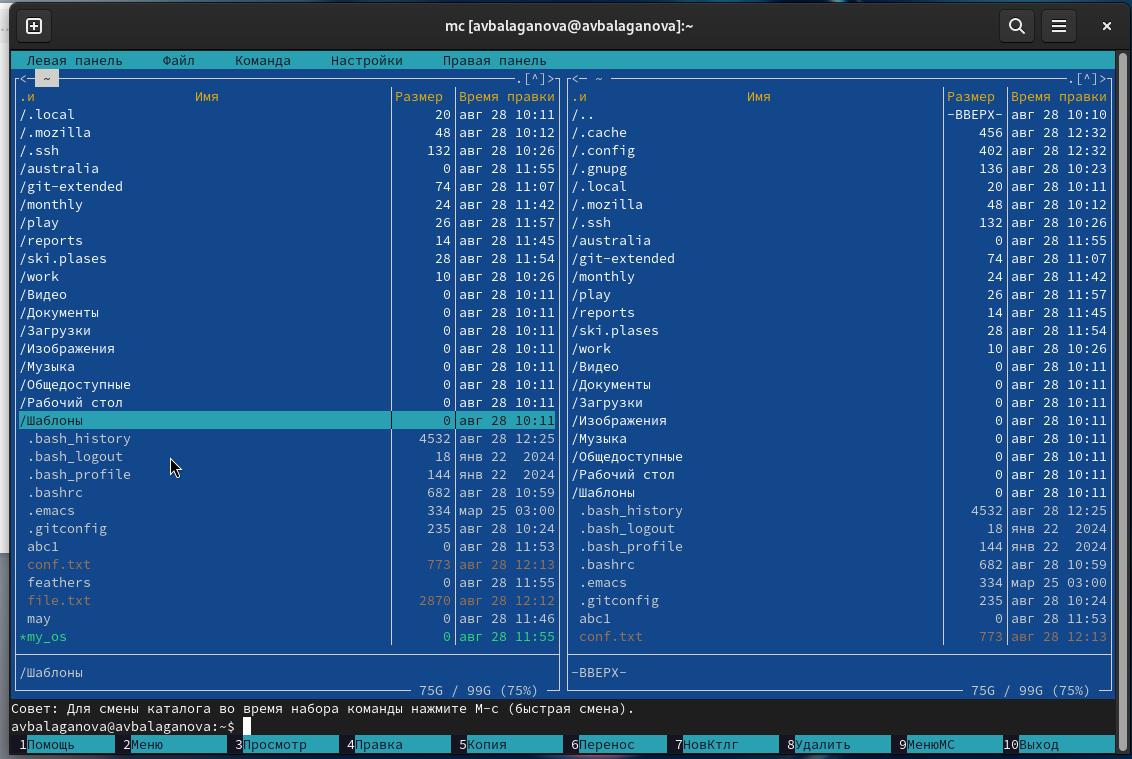 mc [avbalaganova@avbalaganova]:~
Левая панель Файл Команда Настройки Правая панель
<− ~ .[^]> <− ~ .[^]>
.и Имя Размер Время правки .и Имя Размер Время правки
/.local 20 авг 28 10:11 /.. −ВВЕРХ− авг 28 10:10
/.mozilla 48 авг 28 10:12 /.cache 456 авг 28 12:32
/.ssh 132 авг 28 10:26 /.config 402 авг 28 12:32
/australia 0 авг 28 11:55 /.gnupg 136 авг 28 10:23
/git−extended 74 авг 28 11:07 /.local 20 авг 28 10:11
/monthly 24 авг 28 11:42 /.mozilla 48 авг 28 10:12
/play 26 авг 28 11:57 /.ssh 132 авг 28 10:26
/reports 14 авг 28 11:45 /australia 0 авг 28 11:55
/ski.plases 28 авг 28 11:54 /git−extended 74 авг 28 11:07
/work 10 авг 28 10:26 /monthly 24 авг 28 11:42
/Видео 0 авг 28 10:11 /play 26 авг 28 11:57
/Документы 0 авг 28 10:11 /reports 14 авг 28 11:45
/Загрузки 0 авг 28 10:11 /ski.plases 28 авг 28 11:54
/Изображения 0 авг 28 10:11 /work 10 авг 28 10:26
/Музыка 0 авг 28 10:11 /Видео 0 авг 28 10:11
/Общедоступные 0 авг 28 10:11 /Документы 0 авг 28 10:11
/Рабочий стол 0 авг 28 10:11 /Загрузки 0 авг 28 10:11
/Шаблоны 0 авг 28 10:11 /Изображения 0 авг 28 10:11
.bash_history 4532 авг 28 12:25 /Музыка 0 авг 28 10:11
.bash_logout 18 янв 22 2024 /Общедоступные 0 авг 28 10:11
.bash_profile 144 янв 22 2024 /Рабочий стол 0 авг 28 10:11
.bashrc 682 авг 28 10:59 /Шаблоны 0 авг 28 10:11
.emacs 334 мар 25 03:00 .bash_history 4532 авг 28 12:25
.gitconfig 235 авг 28 10:24 .bash_logout 18 янв 22 2024
abc1 0 авг 28 11:53 .bash_profile 144 янв 22 2024
conf.txt 773 авг 28 12:13 .bashrc 682 авг 28 10:59
feathers 0 авг 28 11:55 .emacs 334 мар 25 03:00
file.txt 2870 авг 28 12:12 .gitconfig 235 авг 28 10:24
may 0 авг 28 11:46 abc1 0 авг 28 11:53
*my_os 0 авг 28 11:55 conf.txt 773 авг 28 12:13
/Шаблоны −ВВЕРХ−
75G / 99G (75%) 75G / 99G (75%)
Совет: Для смены каталога во время набора команды нажмите M−c (быстрая смена).
avbalaganova@avbalaganova:~$
1Помощь 2Меню 3Просмотр 4Правка 5Копия 6Перенос 7НовКтлг 8Удалить 9МенюMC 10Выход